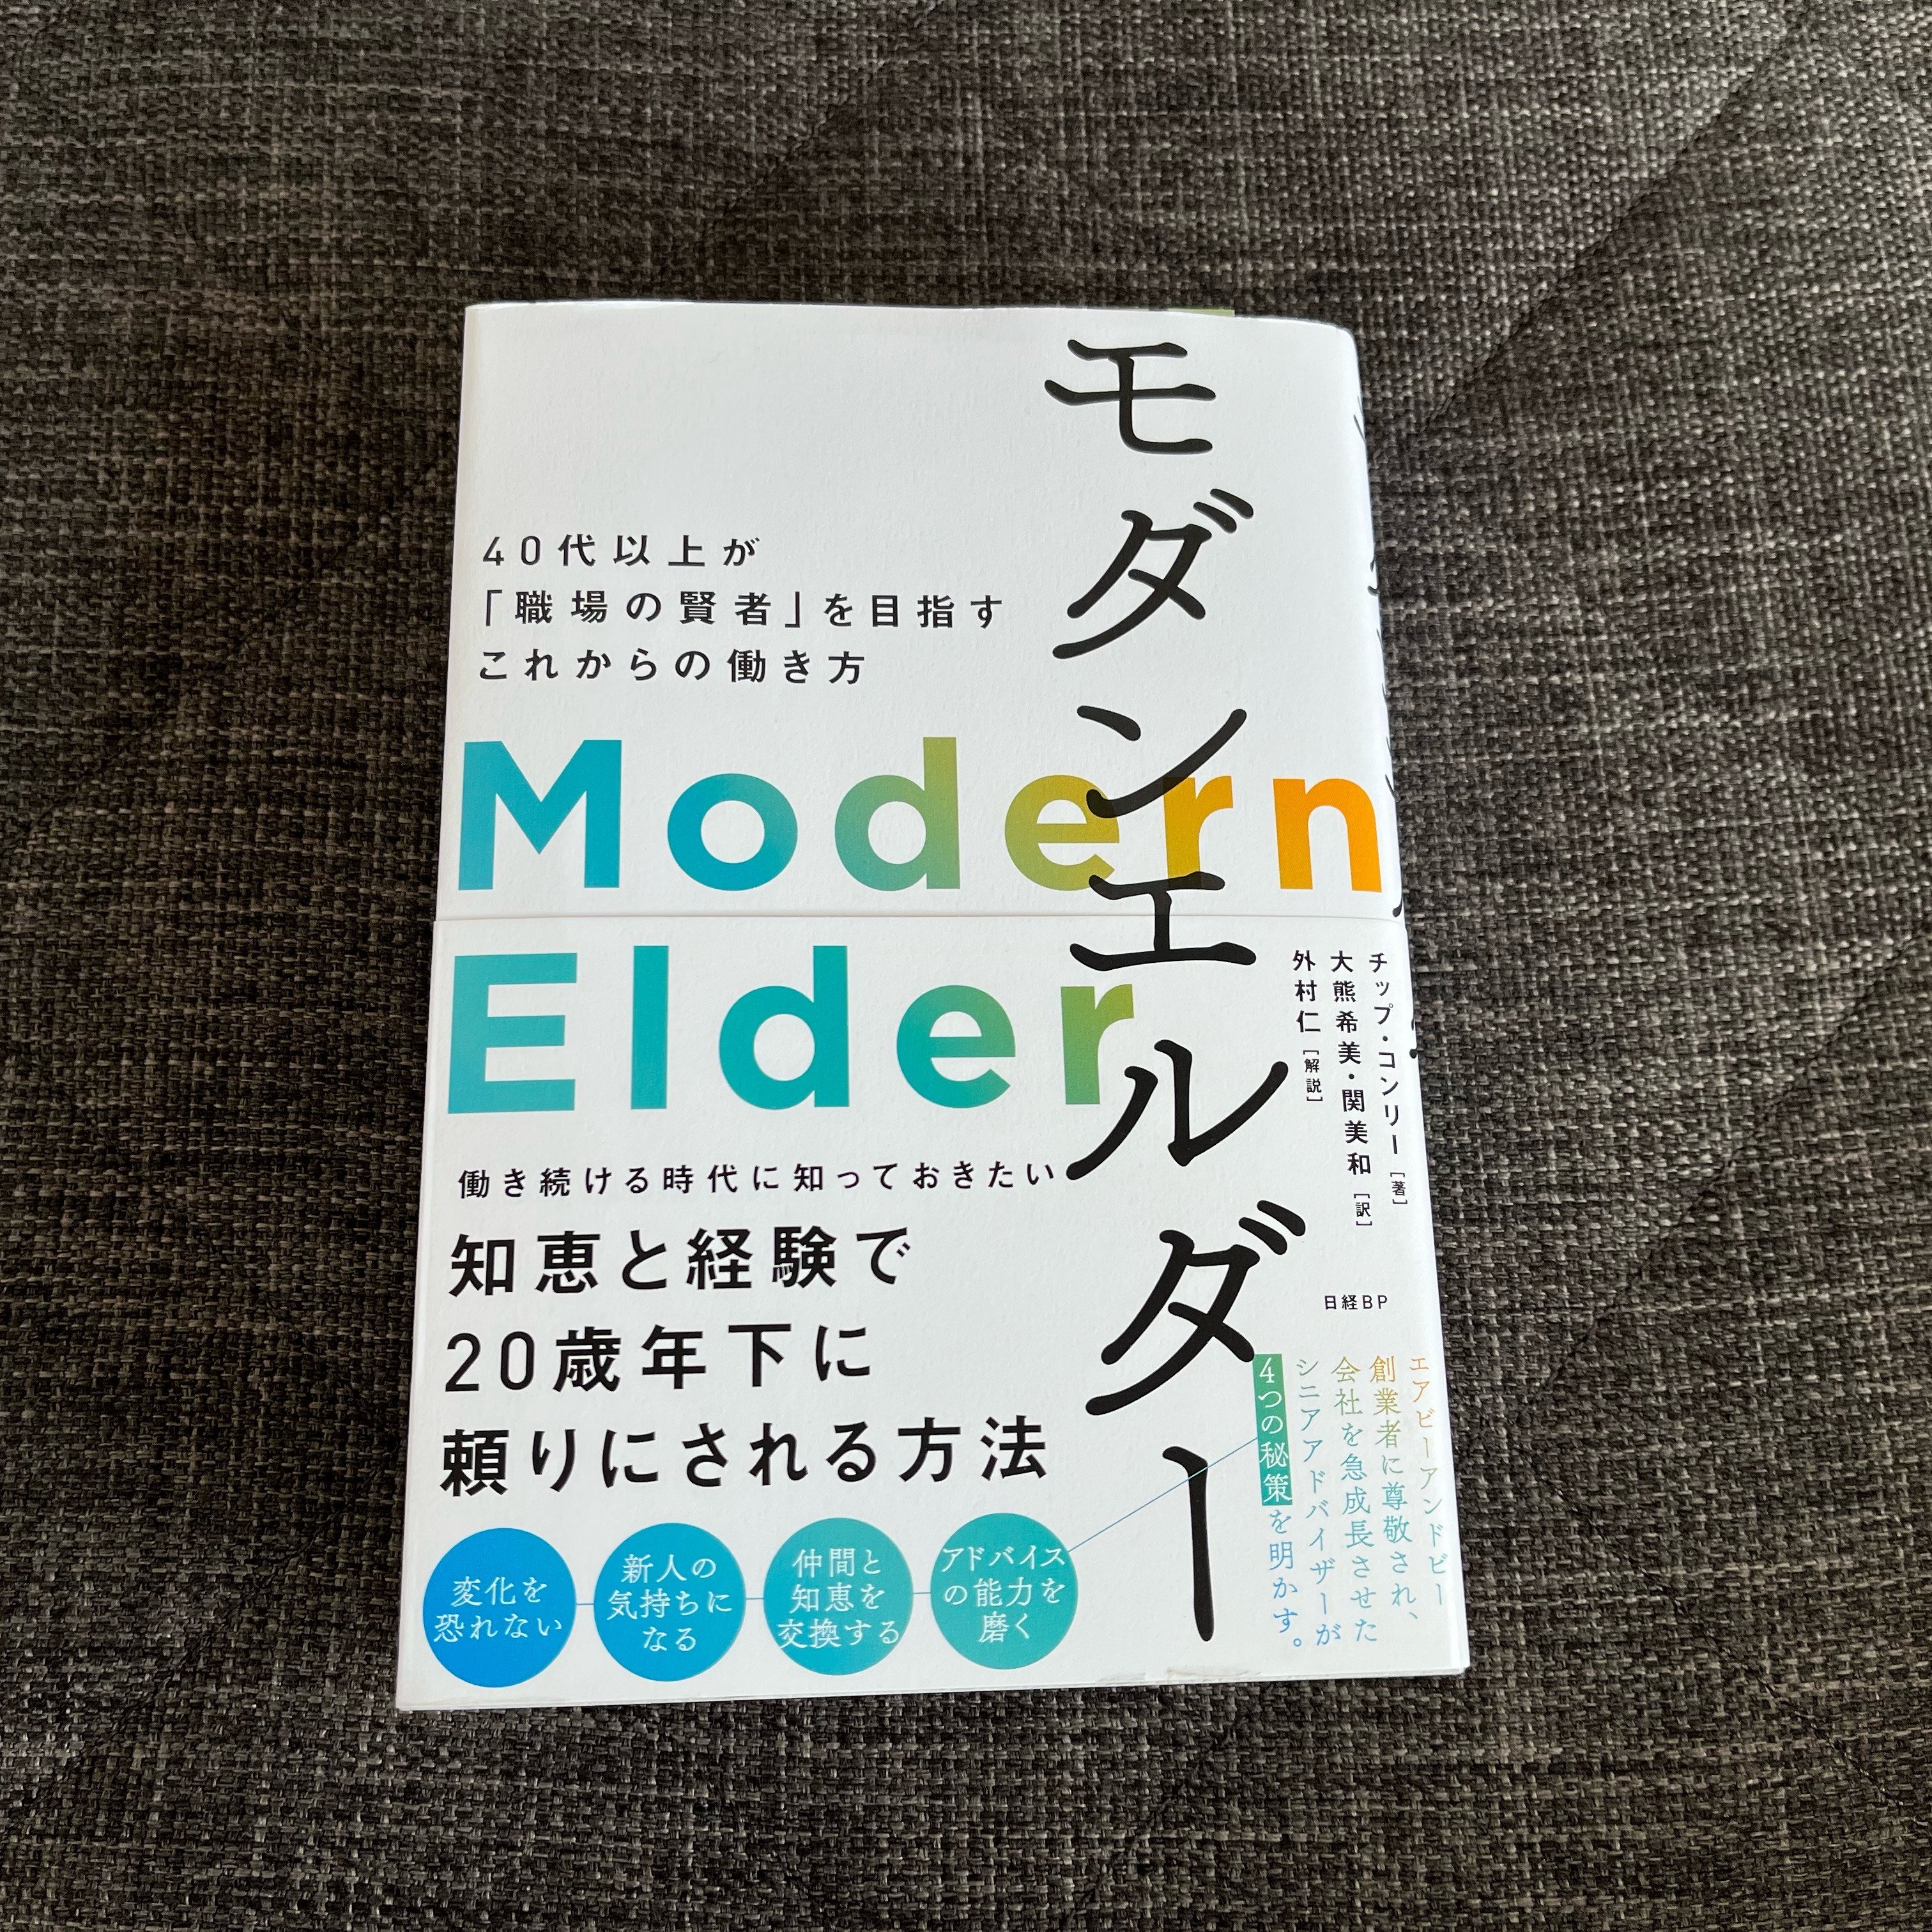 モダンエルダー
40代以上が
「職場の賢者」を目指す
これからの働き方
Modern
Elder
チップ・コンリー[著]
大熊希美・関美和[訳]
外村仁[解説]
日経BP
働き続ける時代に知っておきたい
知恵と経験で
20歳年下に
頼りにされる方法
エアビーアンドビー
創業者に尊敬され、
会社を急成長させた
シニアアドバイザーが
4つの秘策を明かす。
変化を
恐れない
新人の
気持ちに
なる
仲間と
知恵を
交換する
アドバイス
の能力を
磨く